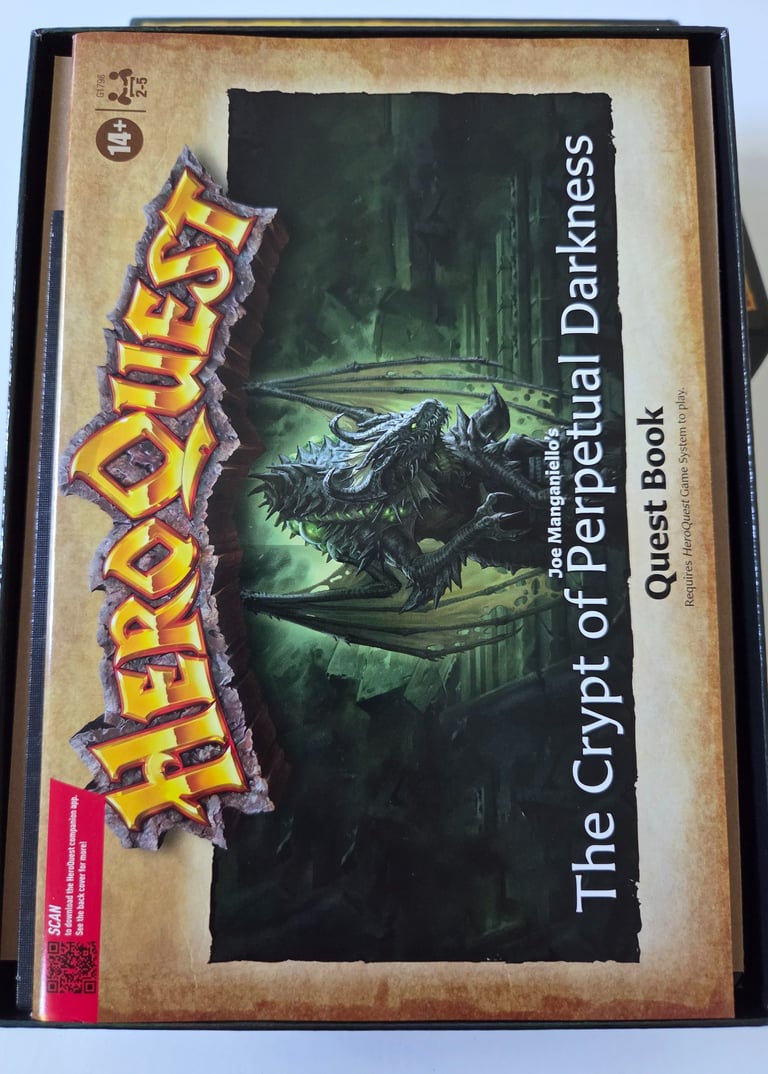 SCAN
to download the HeroQuest companion app.
See the back cover for more!
HEROQUEST
14+
G1796
2-5
Joe Manganiello's
The Crypt of Perpetual Darkness
Quest Book
Requires HeroQuest Game System to play.